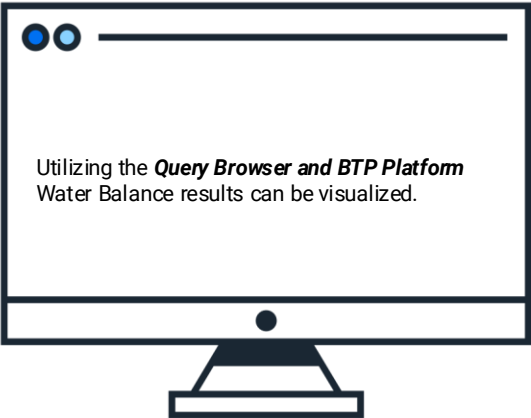 Utilizing the Query Browser and BTP Platform
Water Balance results can be visualized.